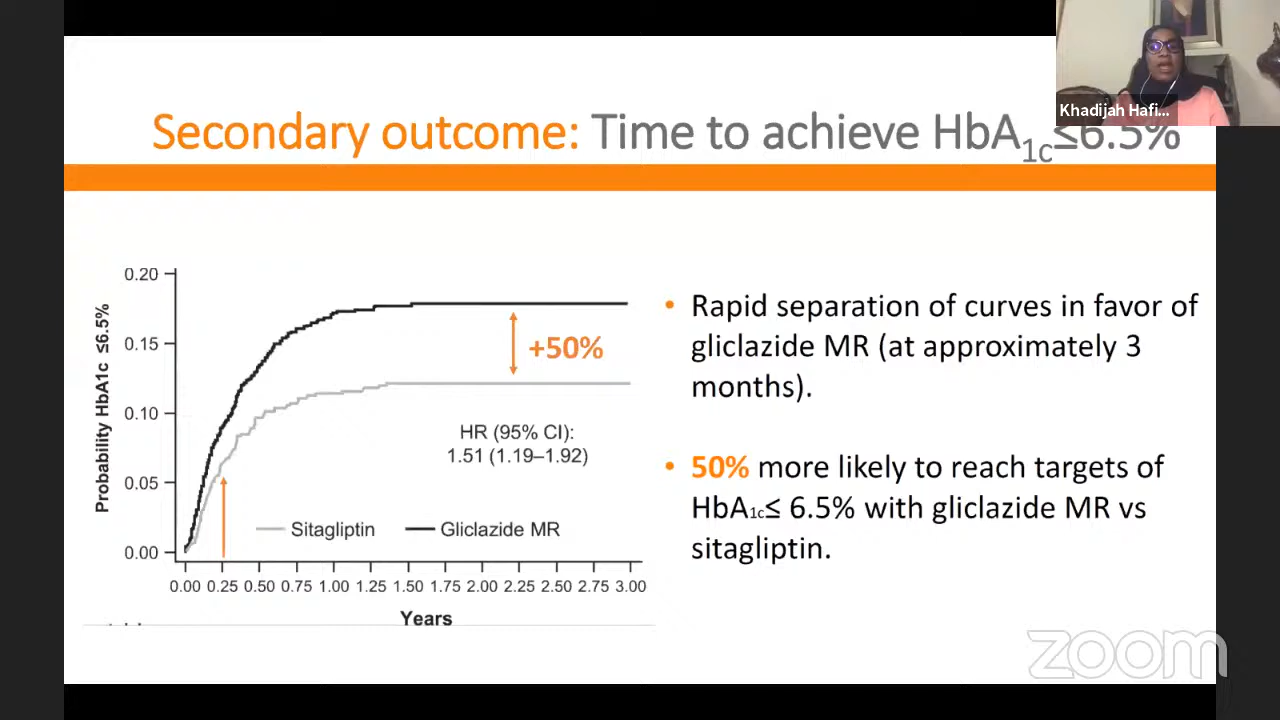 Khadijah Hafi...
Secondary outcome: Time to achieve HbA1c≤6.5%
Probability HbA1c ≤6.5%
0.20
0.15
0.10
0.05
0.00
+50%
HR (95% CI):
1.51 (1.19–1.92)
Sitagliptin Gliclazide MR
0.00 0.25 0.50 0.75 1.00 1.25 1.50 1.75 2.00 2.25 2.50 2.75 3.00
Years
• Rapid separation of curves in favor of
gliclazide MR (at approximately 3
months).
• 50% more likely to reach targets of
HbA1c≤ 6.5% with gliclazide MR vs
sitagliptin.
zoom